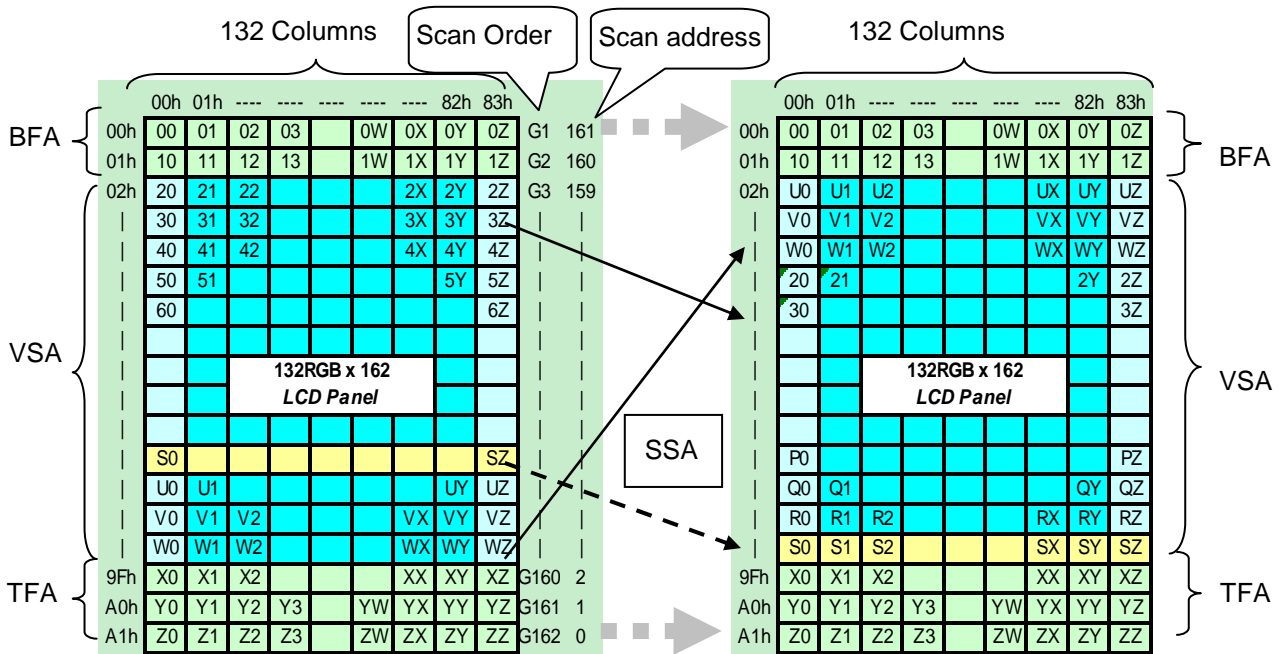 132 Columns Scan Order Scan address 132 Columns
00h 01h ---- ---- ---- ---- ---- 82h 83h 00h 01h ---- ---- ---- ---- ---- 82h 83h
BFA 00h 00 01 02 03 0W 0X 0Y 0Z G1 161 00h 00 01 02 03 0W 0X 0Y 0Z BFA
01h 10 11 12 13 1W 1X 1Y 1Z G2 160 01h 10 11 12 13 1W 1X 1Y 1Z
02h 20 21 22 2X 2Y 2Z G3 159 02h U0 U1 U2 UX UY UZ
30 31 32 3X 3Y 3Z V0 V1 V2 VX VY VZ
40 41 42 4X 4Y 4Z W0 W1 W2 WX WY WZ
50 51 5Y 5Z 20 21 2Y 2Z
60 6Z 30 3Z
VSA 132RGB x 162 132RGB x 162 VSA
LCD Panel LCD Panel
SSA
S0 SZ P0 PZ
U0 U1 UY UZ Q0 Q1 QY QZ
V0 V1 V2 VX VY VZ R0 R1 R2 RX RY RZ
W0 W1 W2 WX WY WZ S0 S1 S2 SX SY SZ
TFA 9Fh X0 X1 X2 XX XY XZ G160 2 9Fh X0 X1 X2 XX XY XZ TFA
A0h Y0 Y1 Y2 Y3 YW YX YY YZ G161 1 A0h Y0 Y1 Y2 Y3 YW YX YY YZ
A1h Z0 Z1 Z2 Z3 ZW ZX ZY ZZ G162 0 A1h Z0 Z1 Z2 Z3 ZW ZX ZY ZZ